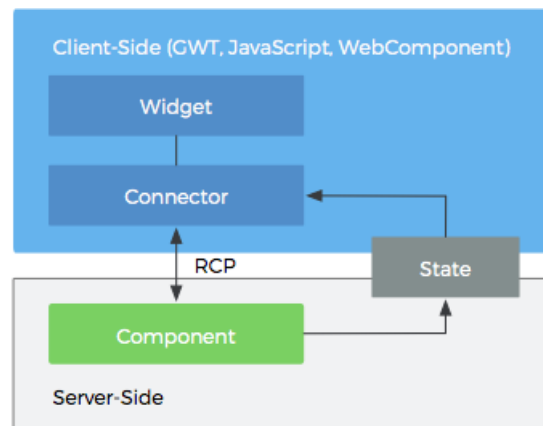 Client-Side (GWT, JavaScript, WebComponent)
Widget
Connector
RCP
State
Component
Server-Side